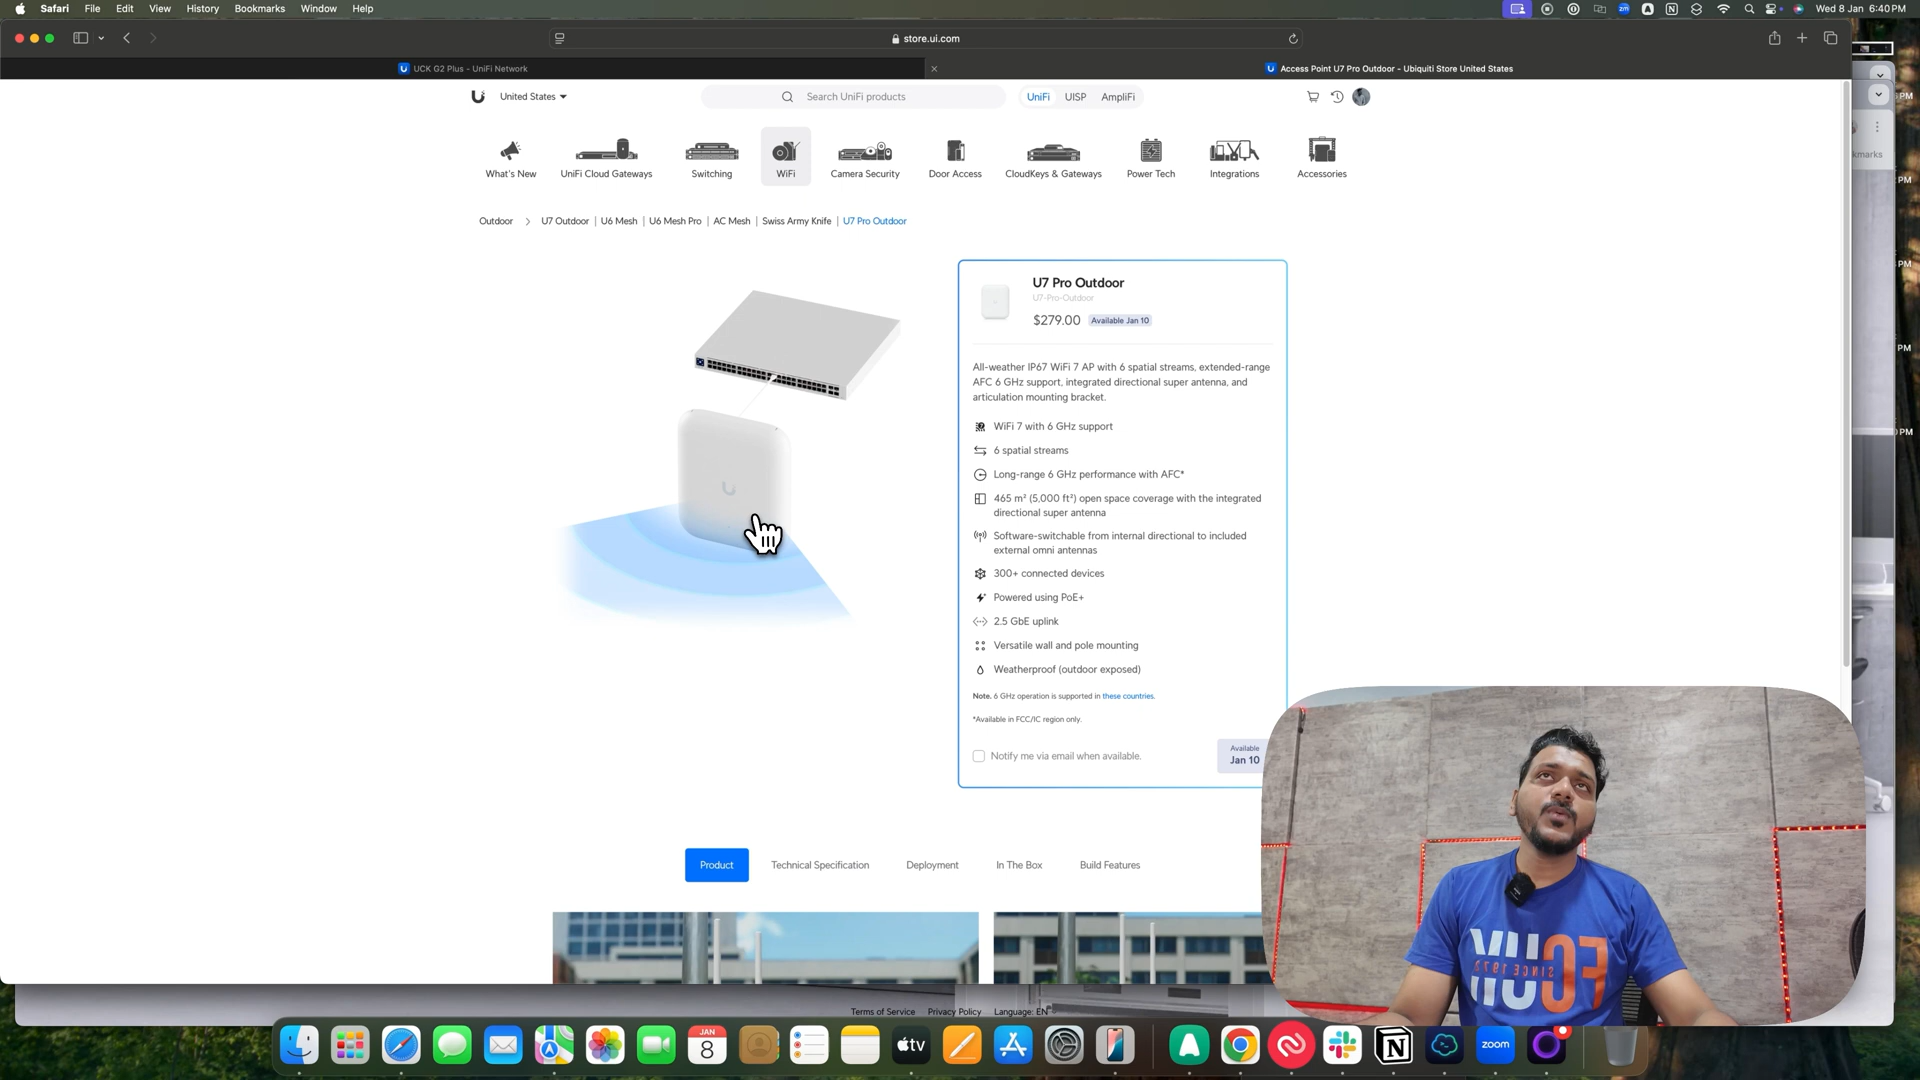 Safari File Edit View History Bookmarks Window Help
Wed 8 Jan 6:40 PM
store.ui.com
UCK G2 Plus - UniFi Network
Access Point U7 Pro Outdoor - Ubiquiti Store United States
United States
Search UniFi products
UniFi UISP AmpliFi
What's New
UniFi Cloud Gateways
Switching
WiFi
Camera Security
Door Access
CloudKeys & Gateways
Power Tech
Integrations
Accessories
Outdoor > U7 Outdoor | U6 Mesh | U6 Mesh Pro | AC Mesh | Swiss Army Knife | U7 Pro Outdoor
U7 Pro Outdoor
U7-Pro-Outdoor
$279.00 Available Jan 10
All-weather IP67 WiFi 7 AP with 6 spatial streams, extended-range
AFC 6 GHz support, integrated directional super antenna, and
articulation mounting bracket.
WiFi 7 with 6 GHz support
6 spatial streams
Long-range 6 GHz performance with AFC*
465 m² (5,000 ft²) open space coverage with the integrated
directional super antenna
Software-switchable from internal directional to included
external omni antennas
300+ connected devices
Powered using PoE+
2.5 GbE uplink
Versatile wall and pole mounting
Weatherproof (outdoor exposed)
Note. 6 GHz operation is supported in these countries.
*Available in FCC/IC region only.
Notify me via email when available.
Available
Jan 10
Product
Technical Specification
Deployment
In The Box
Build Features
Terms of Service Privacy Policy Language: EN
JAN
8
tv
zoom
kmarks
PM
PM
PM
PM
PM
SINCE 1972